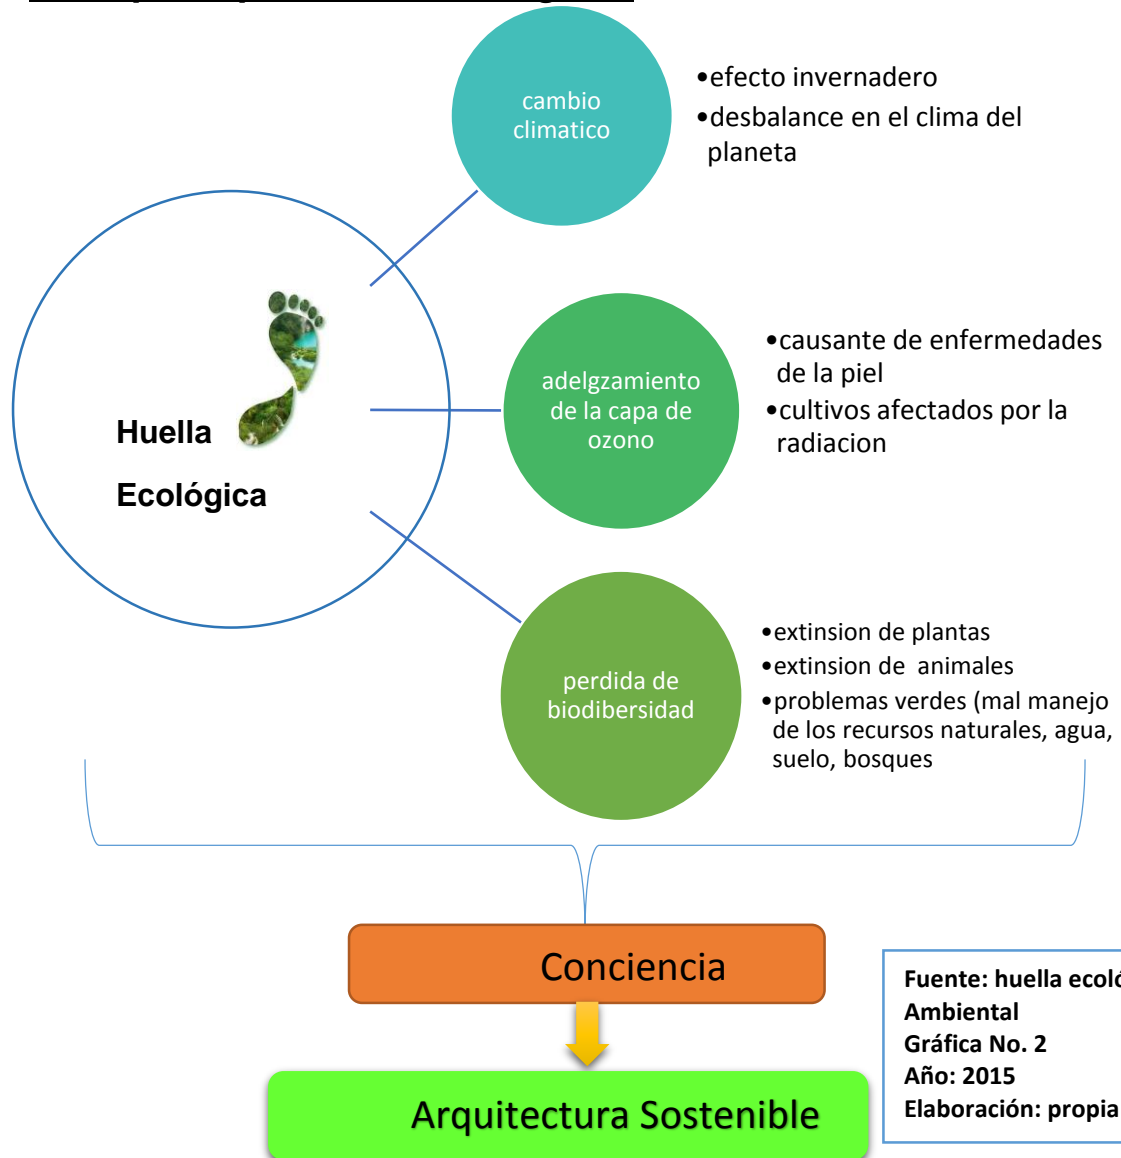 cambio
climatico
•efecto invernadero
•desbalance en el clima del
planeta
Huella
Ecológica
adelgzamiento
de la capa de
ozono
•causante de enfermedades
de la piel
•cultivos afectados por la
radiacion
perdida de
biodibersidad
•extinsion de plantas
•extinsion de animales
•problemas verdes (mal manejo
de los recursos naturales, agua,
suelo, bosques
Conciencia
Arquitectura Sostenible
Fuente: huella
Ambiental
Gráfica No. 2
Año: 2015
Elaboración: propia